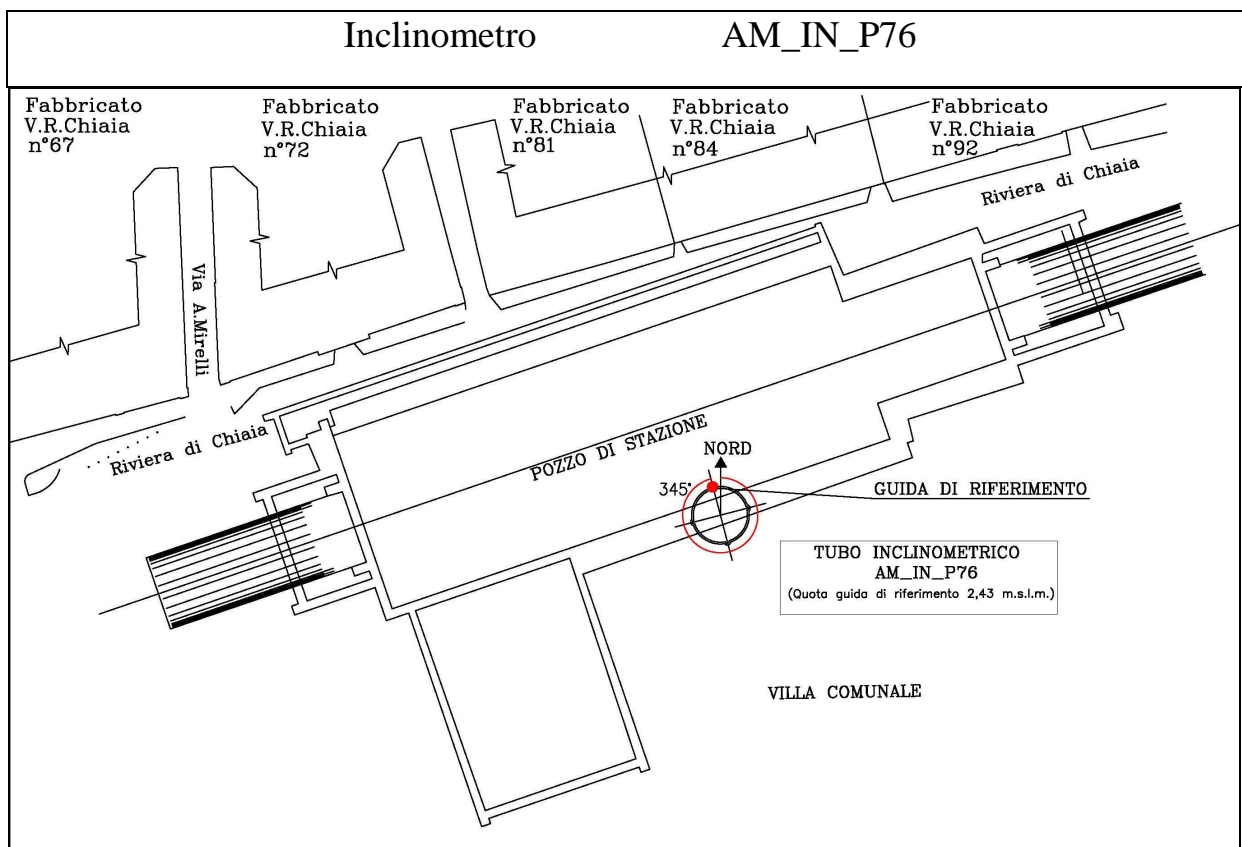 Inclinometro AM_IN_P76
Fabbricato
V.R.Chiaia
n°67
Fabbricato
V.R.Chiaia
n°72
Fabbricato
V.R.Chiaia
n°81
Fabbricato
V.R.Chiaia
n°84
Fabbricato
V.R.Chiaia
n°92
Riviera di Chiaia
Via A.Mirelli
Riviera di Chiaia
POZZO DI STAZIONE
NORD
345°
GUIDA DI RIFERIMENTO
TUBO INCLINOMETRICO
AM_IN_P76
(Quota guida di riferimento 2,43 m.s.l.m.)
VILLA COMUNALE